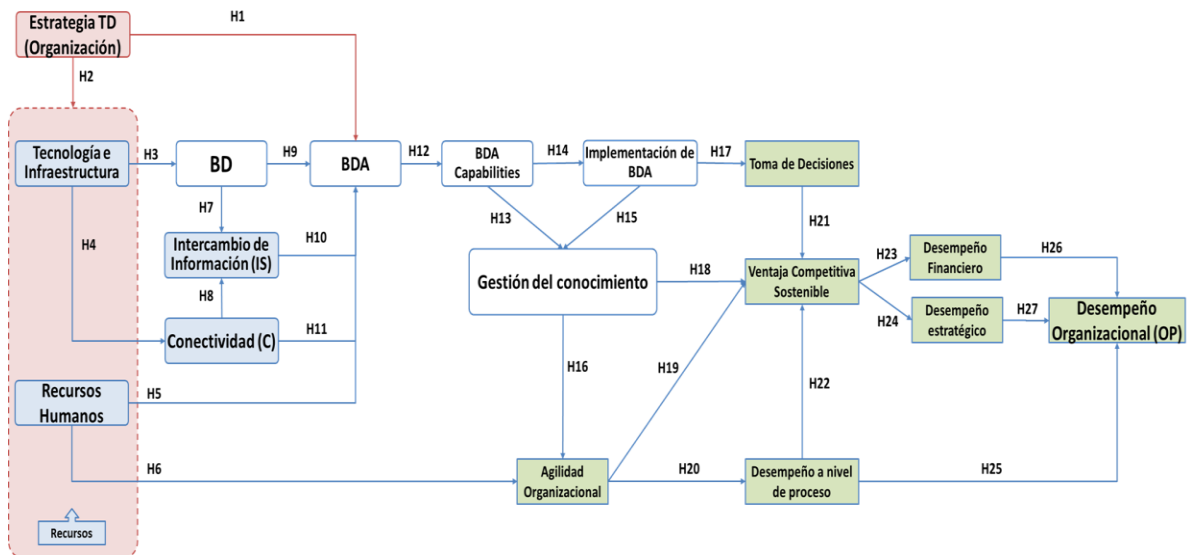 Estrategia TD
(Organización)
H1
H2
Tecnología e
Infraestructura
H3
BD
H9
BDA
H12
BDA
Capabilities
H14
Implementación de
BDA
H17
Toma de Decisiones
H7
H4
Intercambio de
Información (IS)
H10
H13
H15
H21
H8
Gestión del conocimiento
H18
Ventaja Competitiva
Sostenible
H23
Desempeño
Financiero
H26
H24
Desempeño
estratégico
H27
Desempeño
Organizacional (OP)
Conectividad (C)
H11
Recursos
Humanos
H5
H16
H19
H22
H6
Agilidad
Organizacional
H20
Desempeño a nivel
de proceso
H25
Recursos